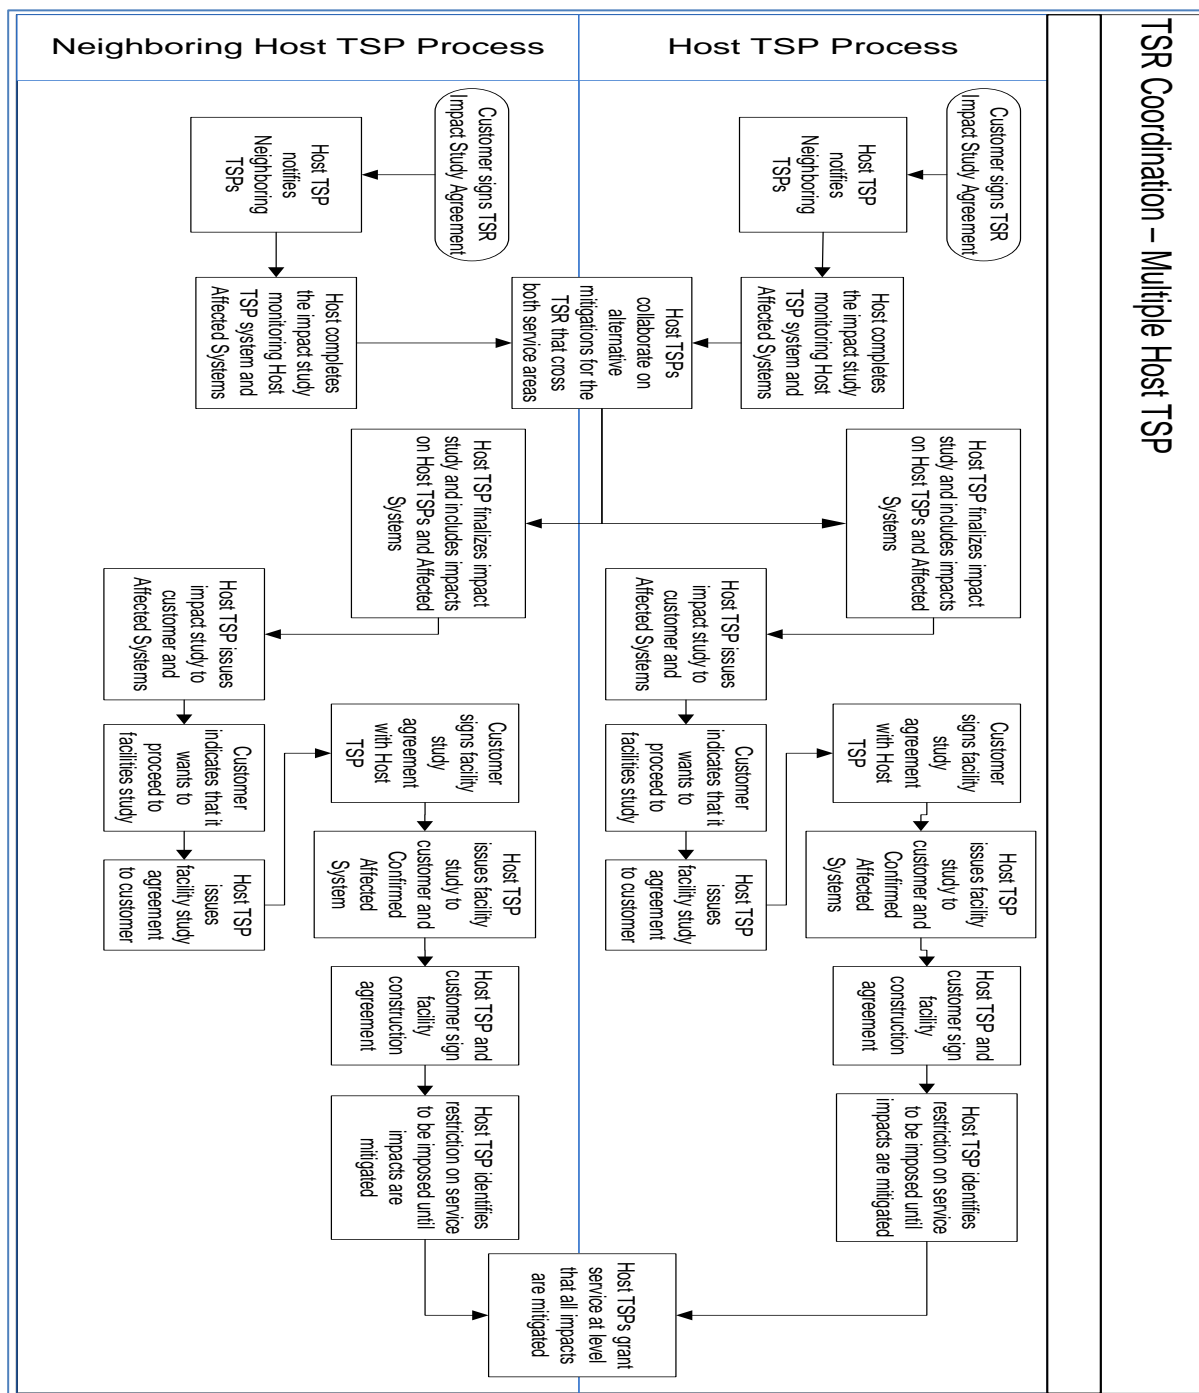 TSR Coordination – Multiple Host TSP
Host TSP Process
Customer signs TSR
Impact Study Agreement
Host TSP
notifies
Neighboring
TSPs
Host completes
the impact study
monitoring Host
TSP system and
Affected Systems
Host TSPs
collaborate on
alternative
mitigations for the
TSR that cross
both service areas
Host TSP finalizes impact
study and includes impacts
on Host TSPs and Affected
Systems
Host TSP issues
impact study to
customer and
Affected Systems
Customer
indicates that it
wants to
proceed to
facilities study
Host TSP
issues
facility study
agreement
to customer
Customer
signs facility
study
agreement
with Host
TSP
Host TSP
issues facility
study to
customer and
Confirmed
Affected
Systems
Host TSP and
customer sign
facility
construction
agreement
Host TSP identifies
restriction on service
to be imposed until
impacts are mitigated
Host TSPs grant
service at level
that all impacts
are mitigated
Neighboring Host TSP Process
Customer signs TSR
Impact Study Agreement
Host TSP
notifies
Neighboring
TSPs
Host completes
the impact study
monitoring Host
TSP system and
Affected Systems
Host TSP finalizes impact
study and includes impacts
on Host TSPs and Affected
Systems
Host TSP issues
impact study to
customer and
Affected Systems
Customer
indicates that it
wants to
proceed to
facilities study
Host TSP
issues
facility study
agreement
to customer
Customer
signs facility
study
agreement
with Host
TSP
Host TSP
issues facility
study to
customer and
Confirmed
Affected
System
Host TSP and
customer sign
facility
construction
agreement
Host TSP identifies
restriction on service
to be imposed until
impacts are
mitigated